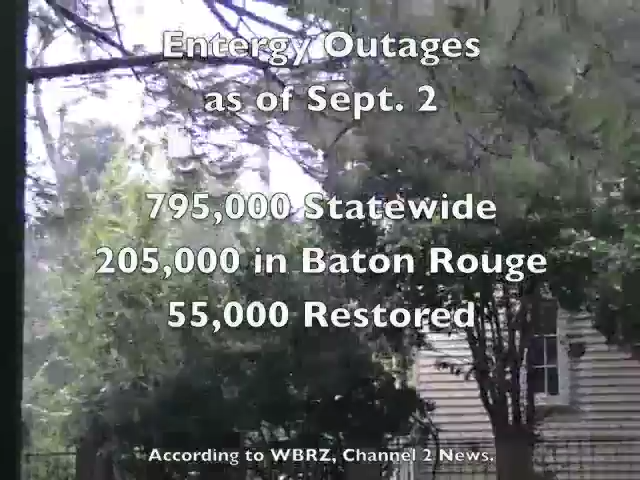 Entergy Outages
as of Sept. 2
795,000 Statewide
205,000 in Baton Rouge
55,000 Restored
According to WBRZ, Channel 2 News.